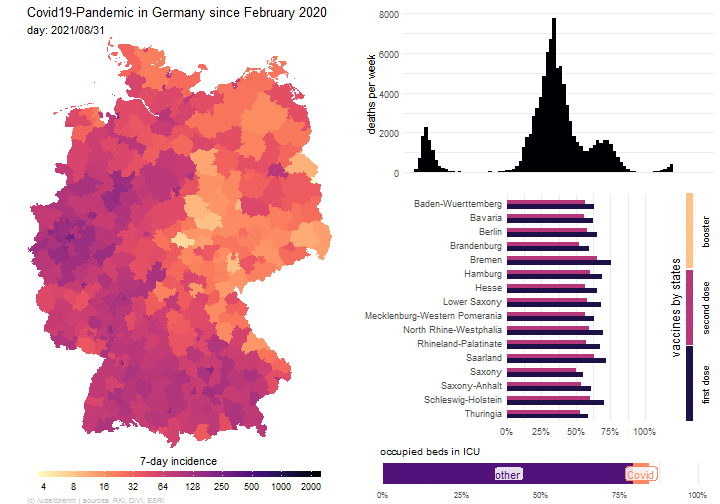 Covid19-Pandemic in Germany since February 2020
day: 2021/08/31
7-day incidence
4 8 16 32 64 128 250 500 1000 2000
(c) /u/zeitbremt | sources: RKI, DIVI, ESRI
deaths per week
8000
6000
4000
2000
0
Baden-Wuerttemberg
Bavaria
Berlin
Brandenburg
Bremen
Hamburg
Hesse
Lower Saxony
Mecklenburg-Western Pomerania
North Rhine-Westphalia
Rhineland-Palatinate
Saarland
Saxony
Saxony-Anhalt
Schleswig-Holstein
Thuringia
0% 25% 50% 75% 100%
vaccines by states
booster
second dose
first dose
occupied beds in ICU
other
Covid
0% 25% 50% 75% 100%